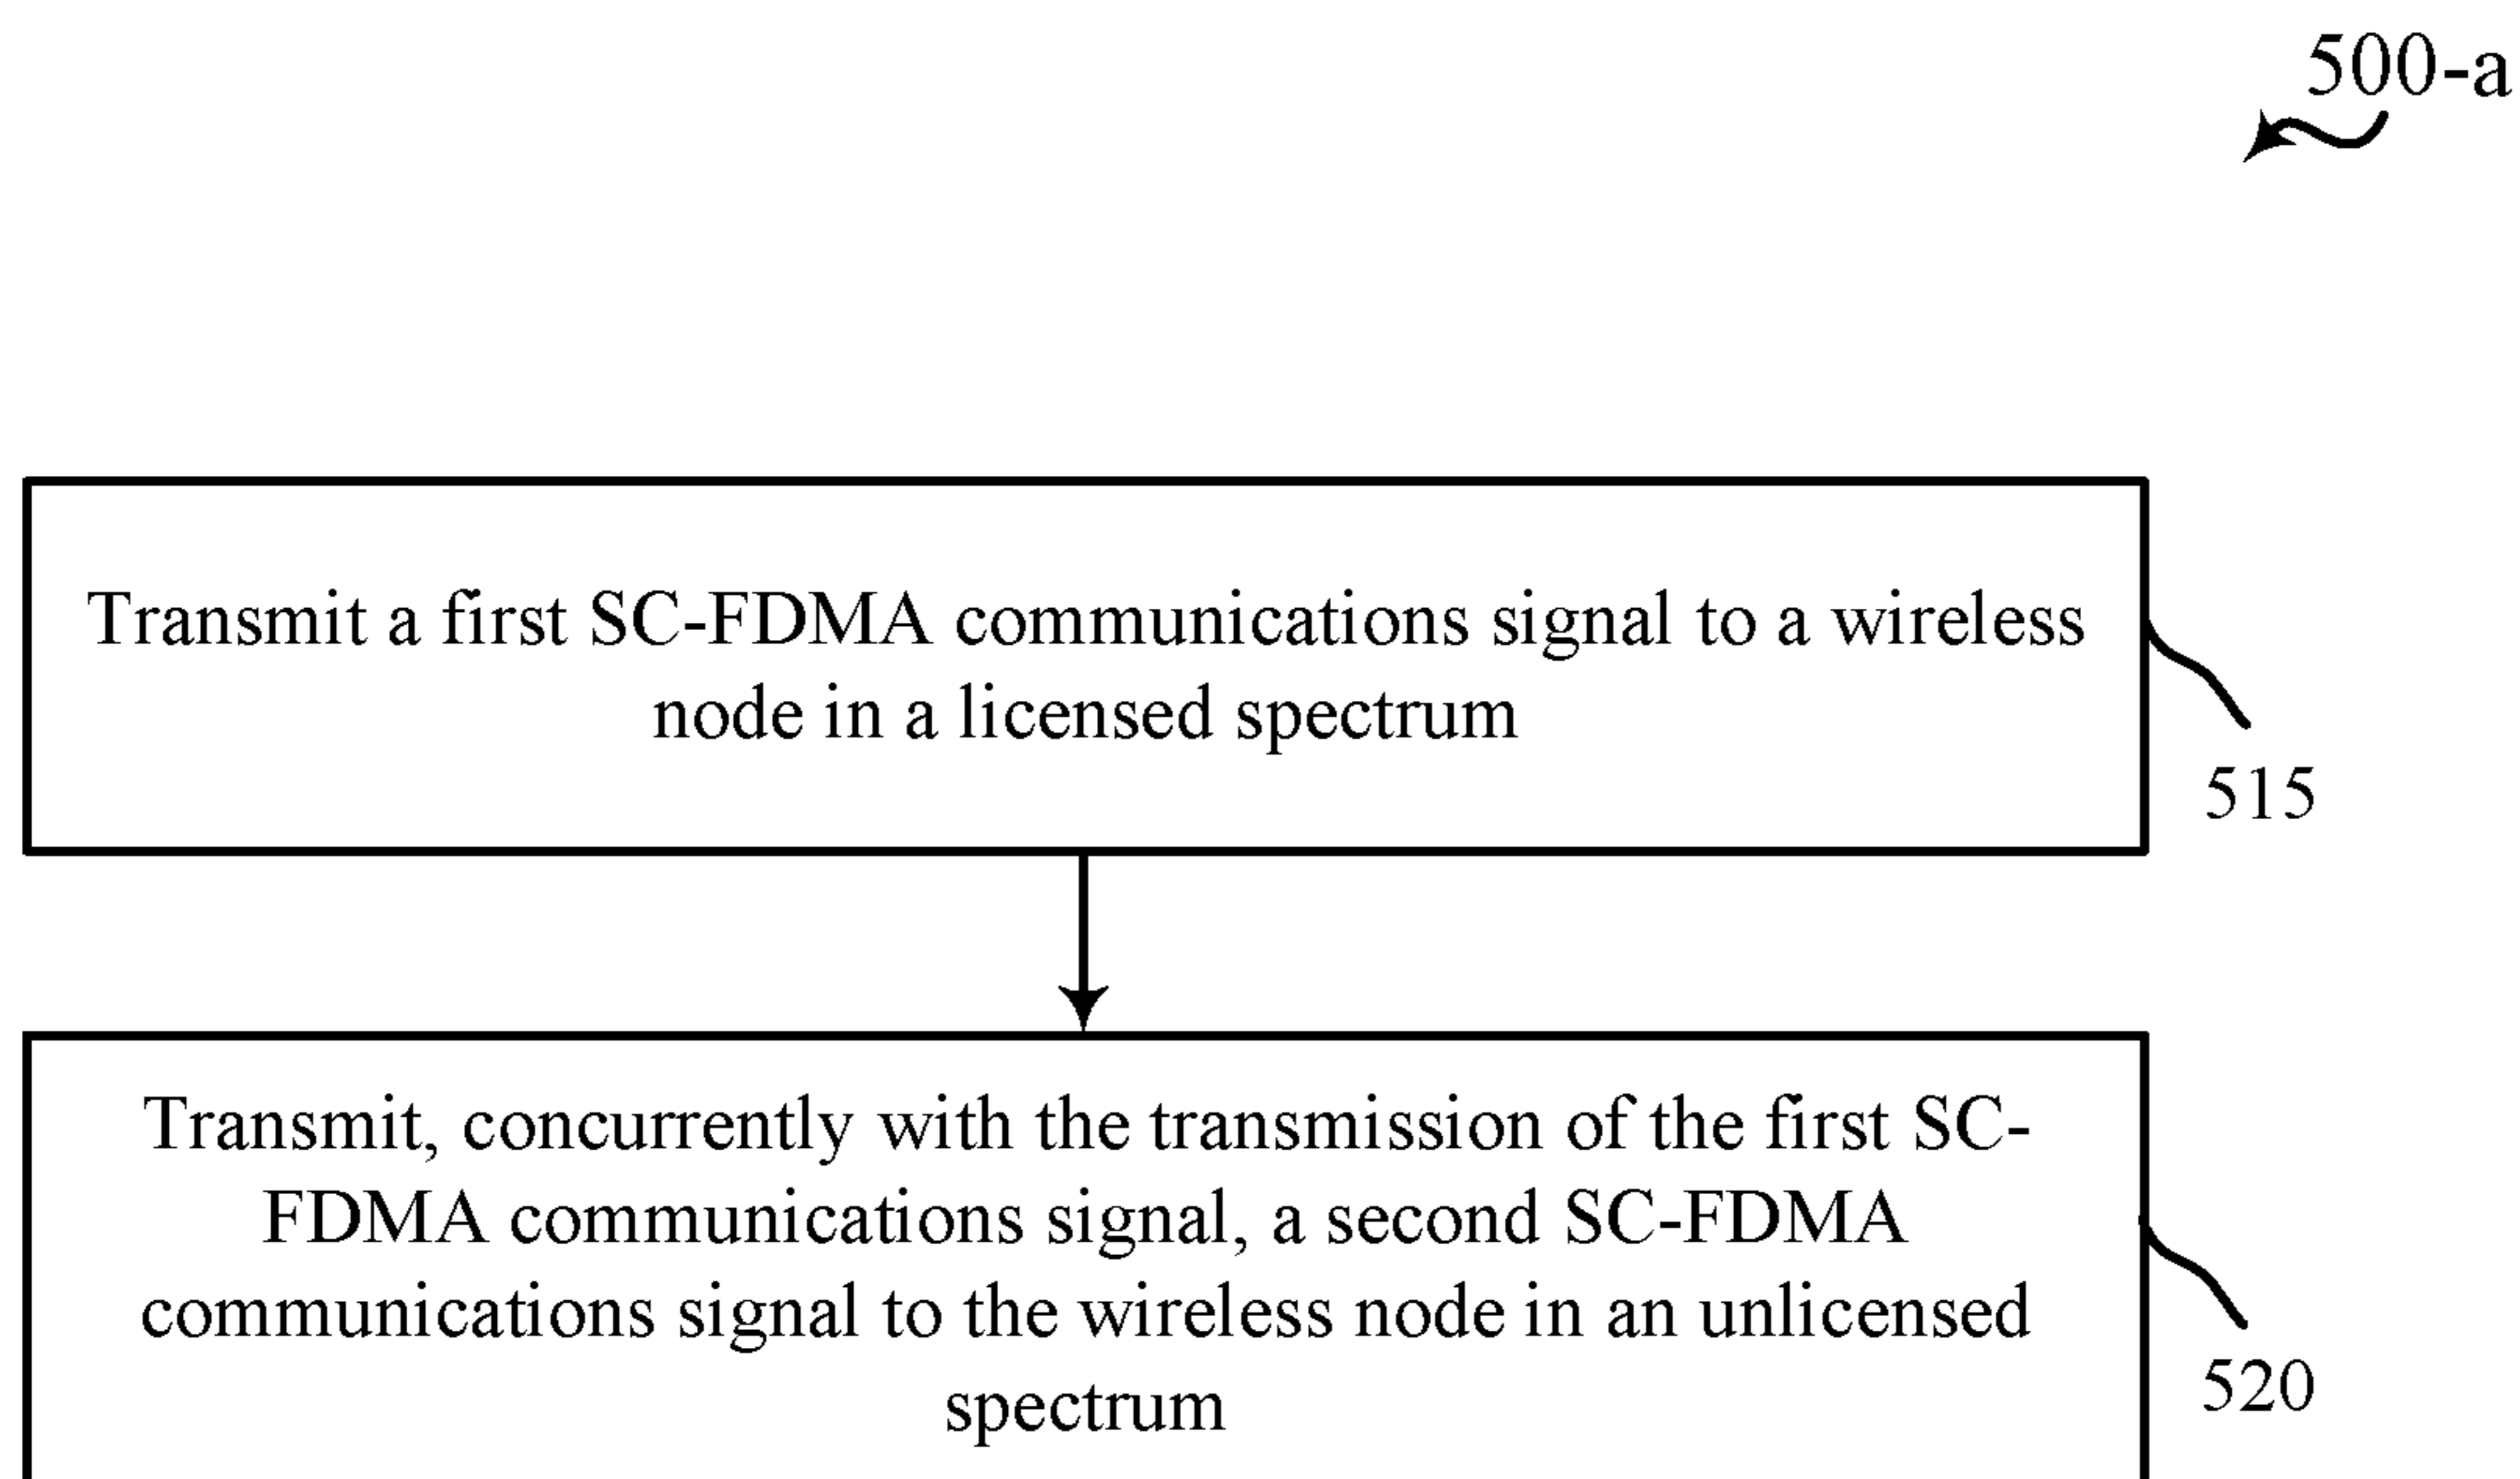 500-a
Transmit a first SC-FDMA communications signal to a wireless
node in a licensed spectrum
515
Transmit, concurrently with the transmission of the first SC-
FDMA communications signal, a second SC-FDMA
communications signal to the wireless node in an unlicensed
spectrum
520